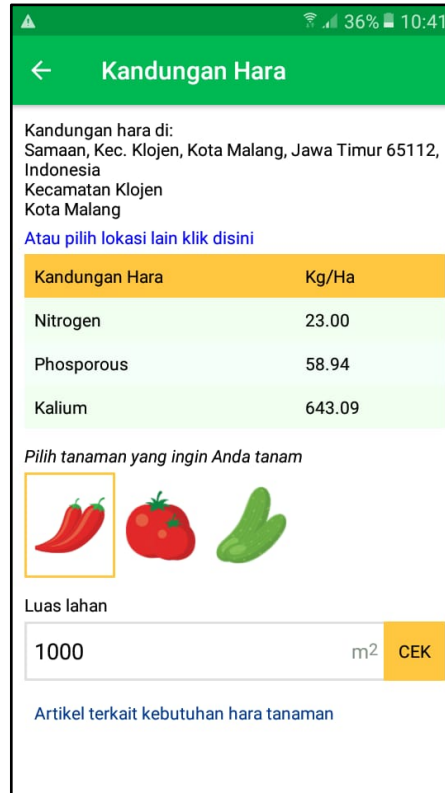 36% 10:41
Kandungan Hara
Kandungan hara di:
Samaan, Kec. Klojen, Kota Malang, Jawa Timur 65112,
Indonesia
Kecamatan Klojen
Kota Malang
Atau pilih lokasi lain klik disini
Kandungan Hara Kg/Ha
Nitrogen 23.00
Phosporous 58.94
Kalium 643.09
Pilih tanaman yang ingin Anda tanam
Luas lahan
1000 m² CEK
Artikel terkait kebutuhan hara tanaman